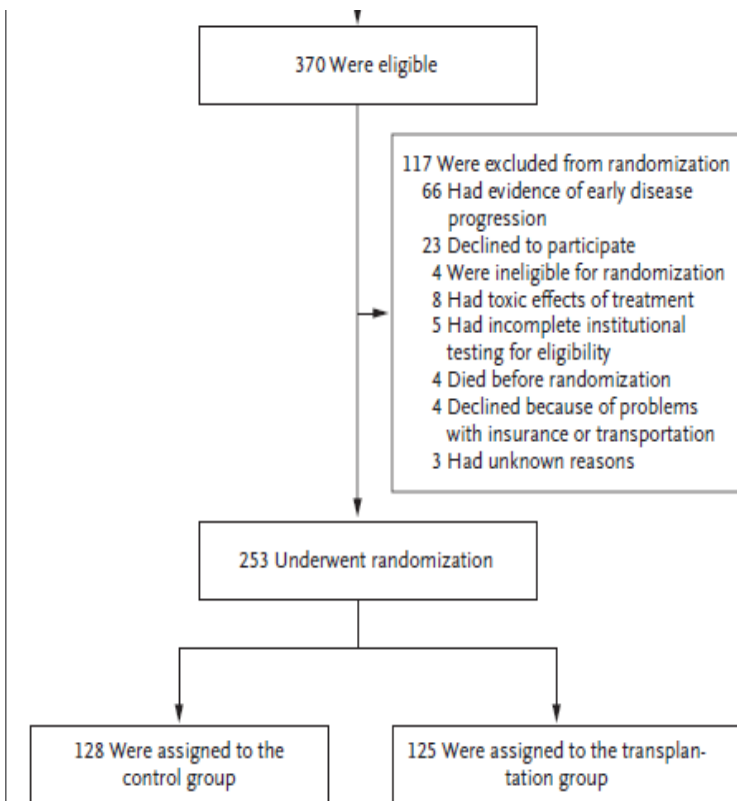 370 Were eligible
117 Were excluded from randomization
66 Had evidence of early disease
progression
23 Declined to participate
4 Were ineligible for randomization
8 Had toxic effects of treatment
5 Had incomplete institutional
testing for eligibility
4 Died before randomization
4 Declined because of problems
with insurance or transportation
3 Had unknown reasons
253 Underwent randomization
128 Were assigned to the
control group
125 Were assigned to the transplan-
tation group